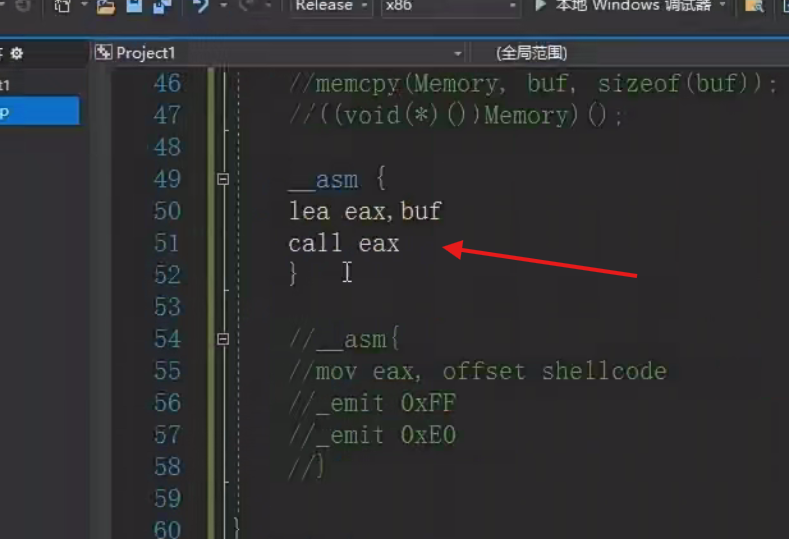 Release
x86
本地 Windows 调试器
Project1
(全局范围)
46 //memcpy(Memory, buf, sizeof(buf));
47 //((void(*)())Memory)();
48
49 __asm {
50 lea eax,buf
51 call eax
52 }
53
54 //__asm{
55 //mov eax, offset shellcode
56 //_emit 0xFF
57 //_emit 0xE0
58 //}
59
60 }